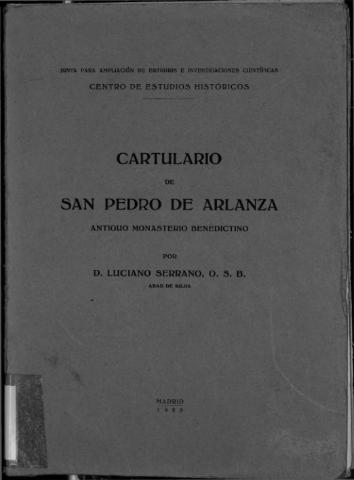 JUNTA PARA AMPLIACIÓN DE ESTUDIOS E INVESTIGACIONES CIENTÍFICAS
CENTRO DE ESTUDIOS HISTÓRICOS
CARTULARIO
DE
SAN PEDRO DE ARLANZA
ANTIGUO MONASTERIO BENEDICTINO
POR
D. LUCIANO SERRANO, O. S. B.
ABAD DE SILOS
MADRID